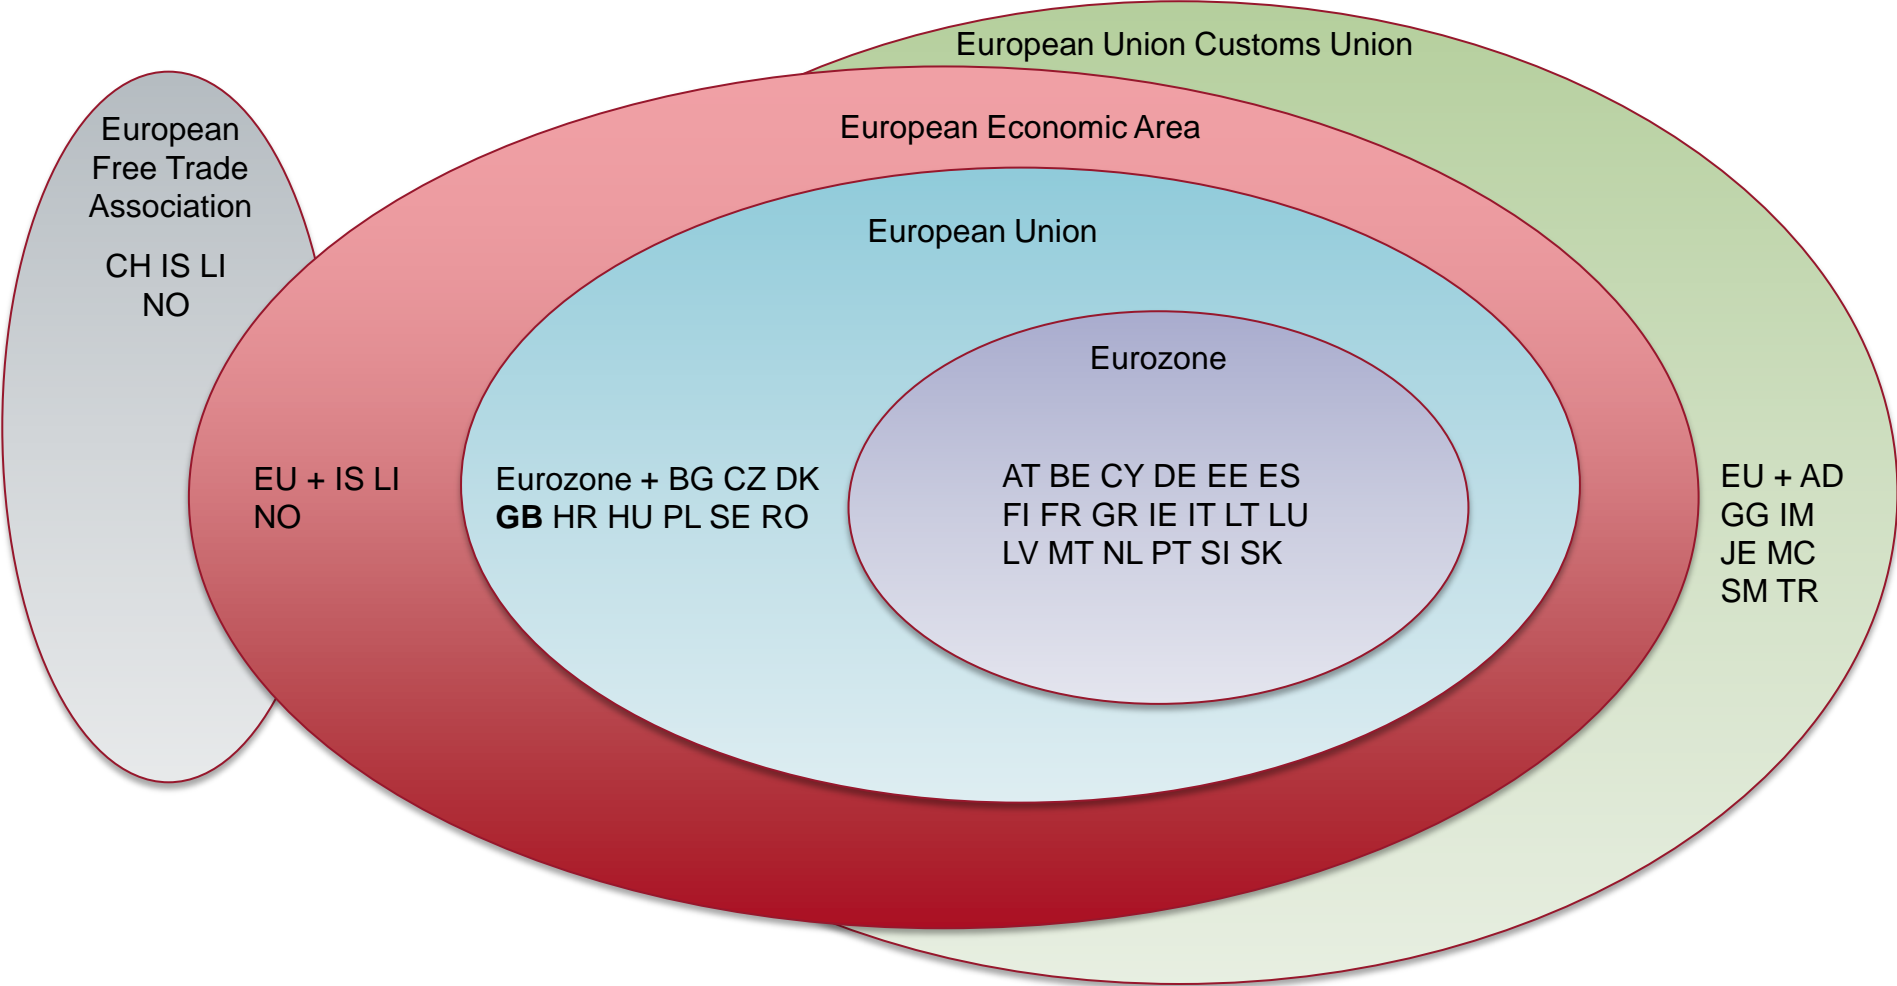 European Union Customs Union
European Economic Area
European
Free Trade
Association
CH IS LI
NO
European Union
Eurozone
EU + IS LI
NO
Eurozone + BG CZ DK
GB HR HU PL SE RO
AT BE CY DE EE ES
FI FR GR IE IT LT LU
LV MT NL PT SI SK
EU + AD
GG IM
JE MC
SM TR